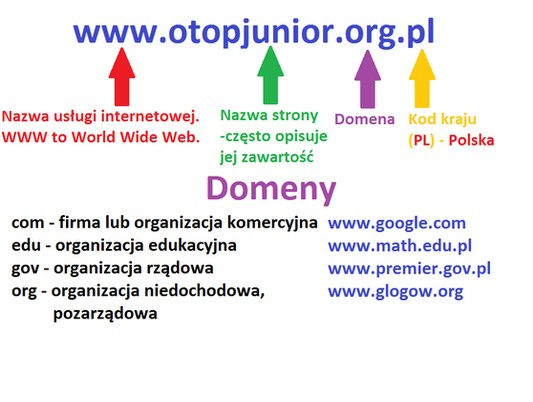 www.otopjunior.org.pl
Nazwa usługi internetowej.
WWW to World Wide Web.
Nazwa strony
-często opisuje
jej zawartość
Domena
Kod kraju
(PL) - Polska
Domeny
com - firma lub organizacja komercyjna www.google.com
edu - organizacja edukacyjna www.math.edu.pl
gov - organizacja rządowa www.premier.gov.pl
org - organizacja niedochodowa, www.glogow.org
pozarządowa